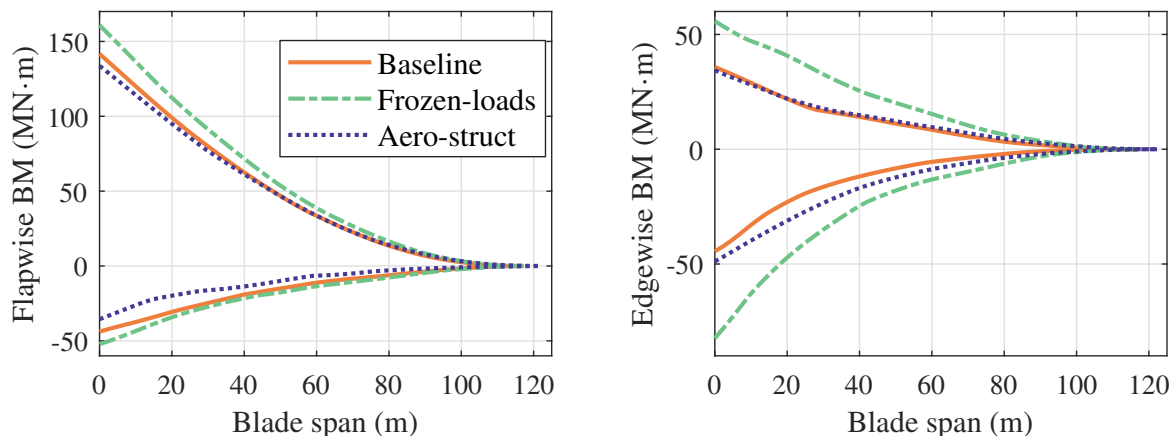 Flapwise BM (MN·m)
150
100
50
0
-50
0 20 40 60 80 100 120
Blade span (m)
Baseline
Frozen-loads
Aero-struct
Edgewise BM (MN·m)
50
0
-50
0 20 40 60 80 100 120
Blade span (m)